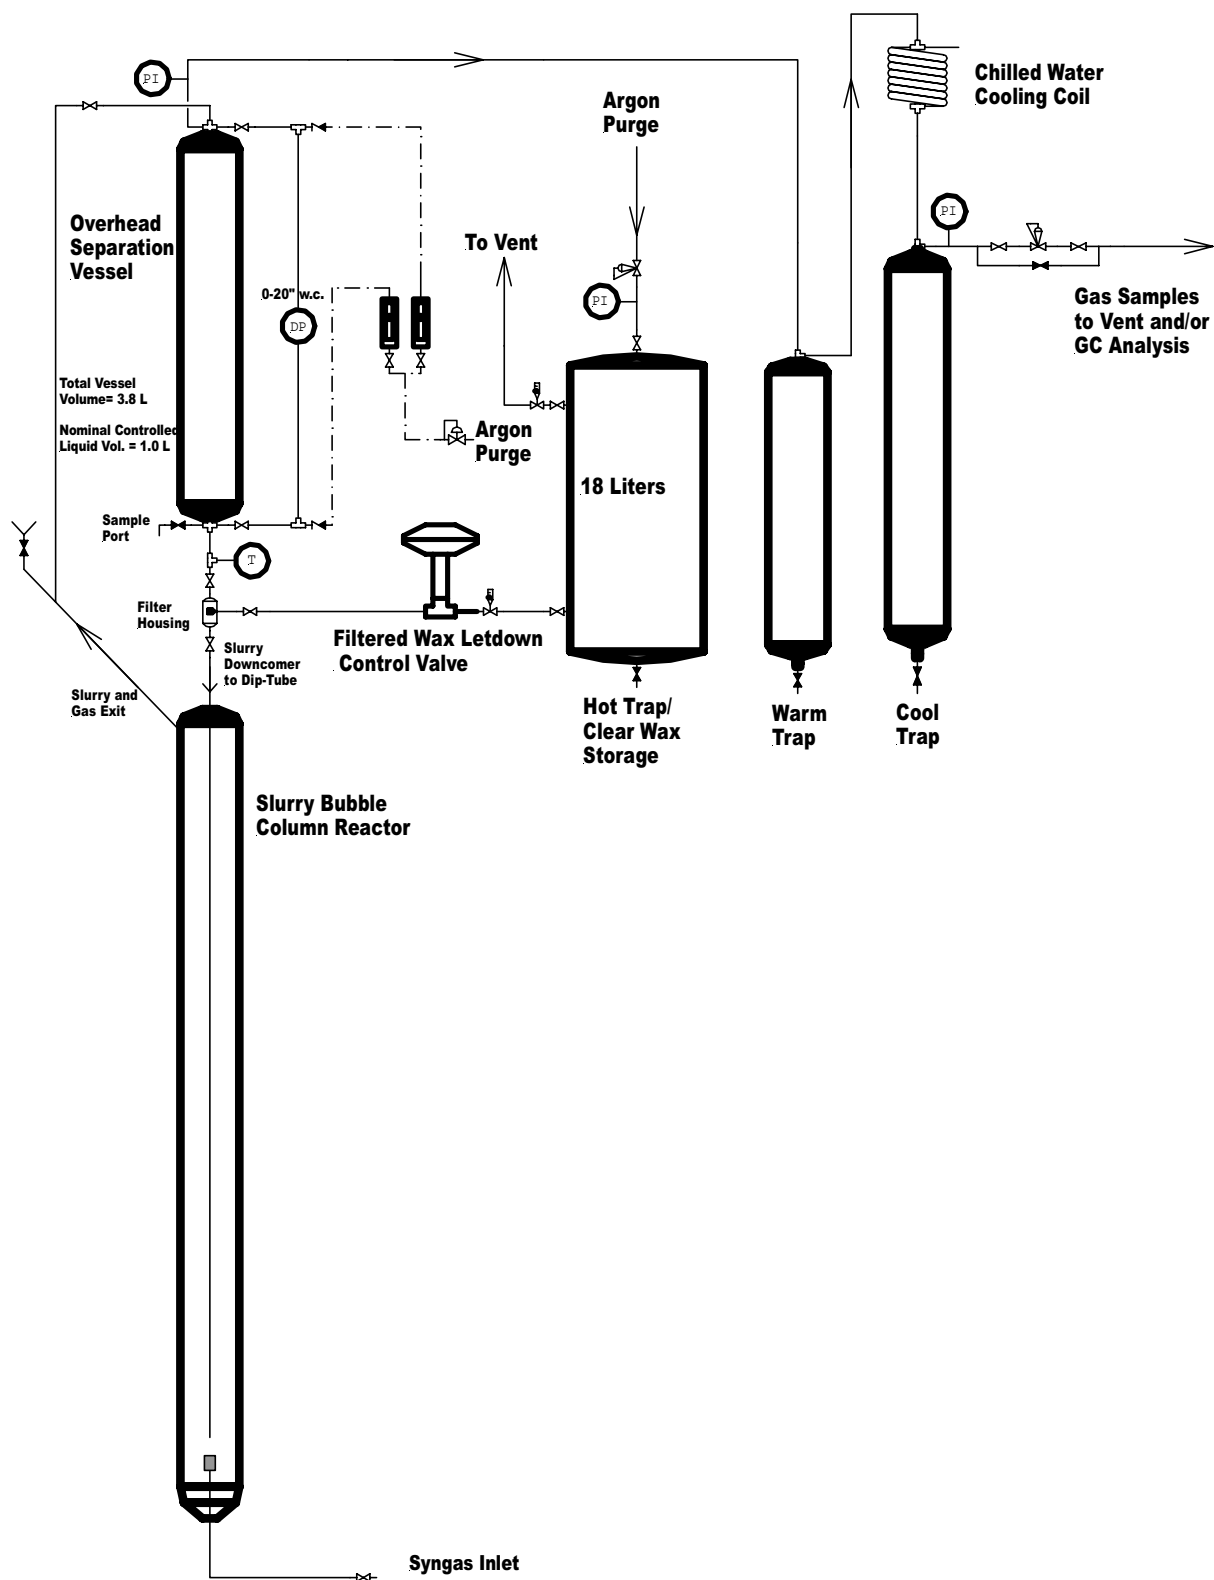 Chilled Water
Cooling Coil
PI
Argon
Purge
PI
Overhead
Separation
Vessel
To Vent
0-20" w.c.
DP
PI
Gas Samples
to Vent and/or
GC Analysis
Total Vessel
Volume= 3.8 L
Nominal Controlled
Liquid Vol. = 1.0 L
Argon
Purge
18 Liters
Sample
Port
T
Filter
Housing
Filtered Wax Letdown
Control Valve
Slurry
Downcomer
to Dip-Tube
Slurry and
Gas Exit
Hot Trap/
Clear Wax
Storage
Warm
Trap
Cool
Trap
Slurry Bubble
Column Reactor
Syngas Inlet